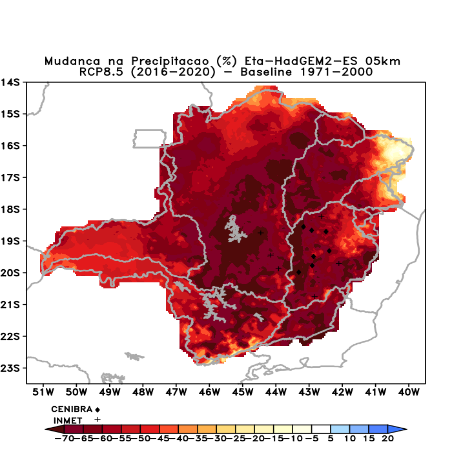 Mudanca na Precipitacao (%) Eta-HadGEM2-ES 05km
RCP8.5 (2016-2020) - Baseline 1971-2000
14S
15S
16S
17S
18S
19S
20S
21S
22S
23S
51W 50W 49W 48W 47W 46W 45W 44W 43W 42W 41W 40W
CENIBRA ♦
INMET +
-70 -65 -60 -55 -50 -45 -40 -35 -30 -25 -20 -15 -10 -5 5 10 15 20